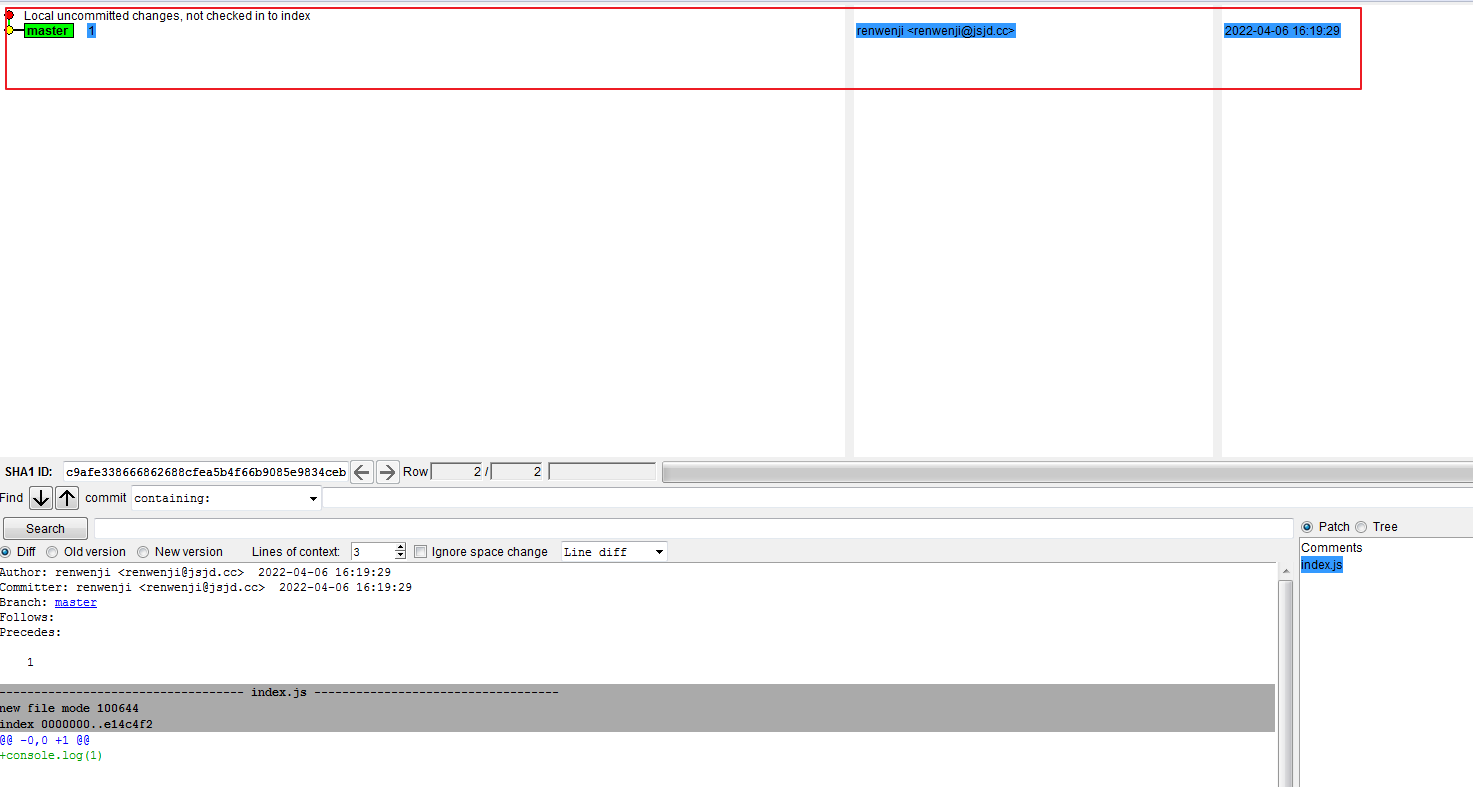 Local uncommitted changes, not checked in to index
master 1 renwenji <renwenji@jsjd.cc> 2022-04-06 16:19:29
SHA1 ID: c9afe338666862688cfea5b4f66b9085e9834ceb Row 2 / 2
Find commit containing:
Search
Patch Tree
Diff Old version New version Lines of context: 3 Ignore space change Line diff
Comments
index.js
Author: renwenji <renwenji@jsjd.cc> 2022-04-06 16:19:29
Committer: renwenji <renwenji@jsjd.cc> 2022-04-06 16:19:29
Branch: master
Follows:
Precedes:
1
----------------------------------- index.js -----------------------------------
new file mode 100644
index 0000000..e14c4f2
@@ -0,0 +1 @@
+console.log(1)